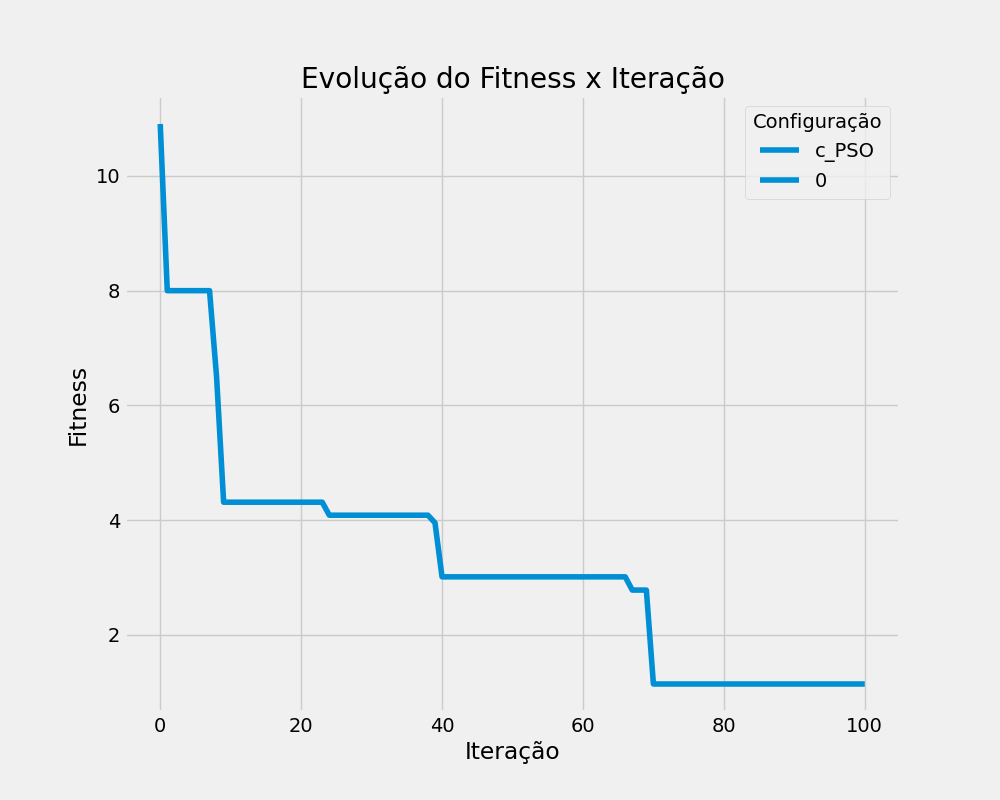 Evolução do Fitness x Iteração
Configuração
c_PSO
0
Fitness
10
8
6
4
2
0 20 40 60 80 100
Iteração